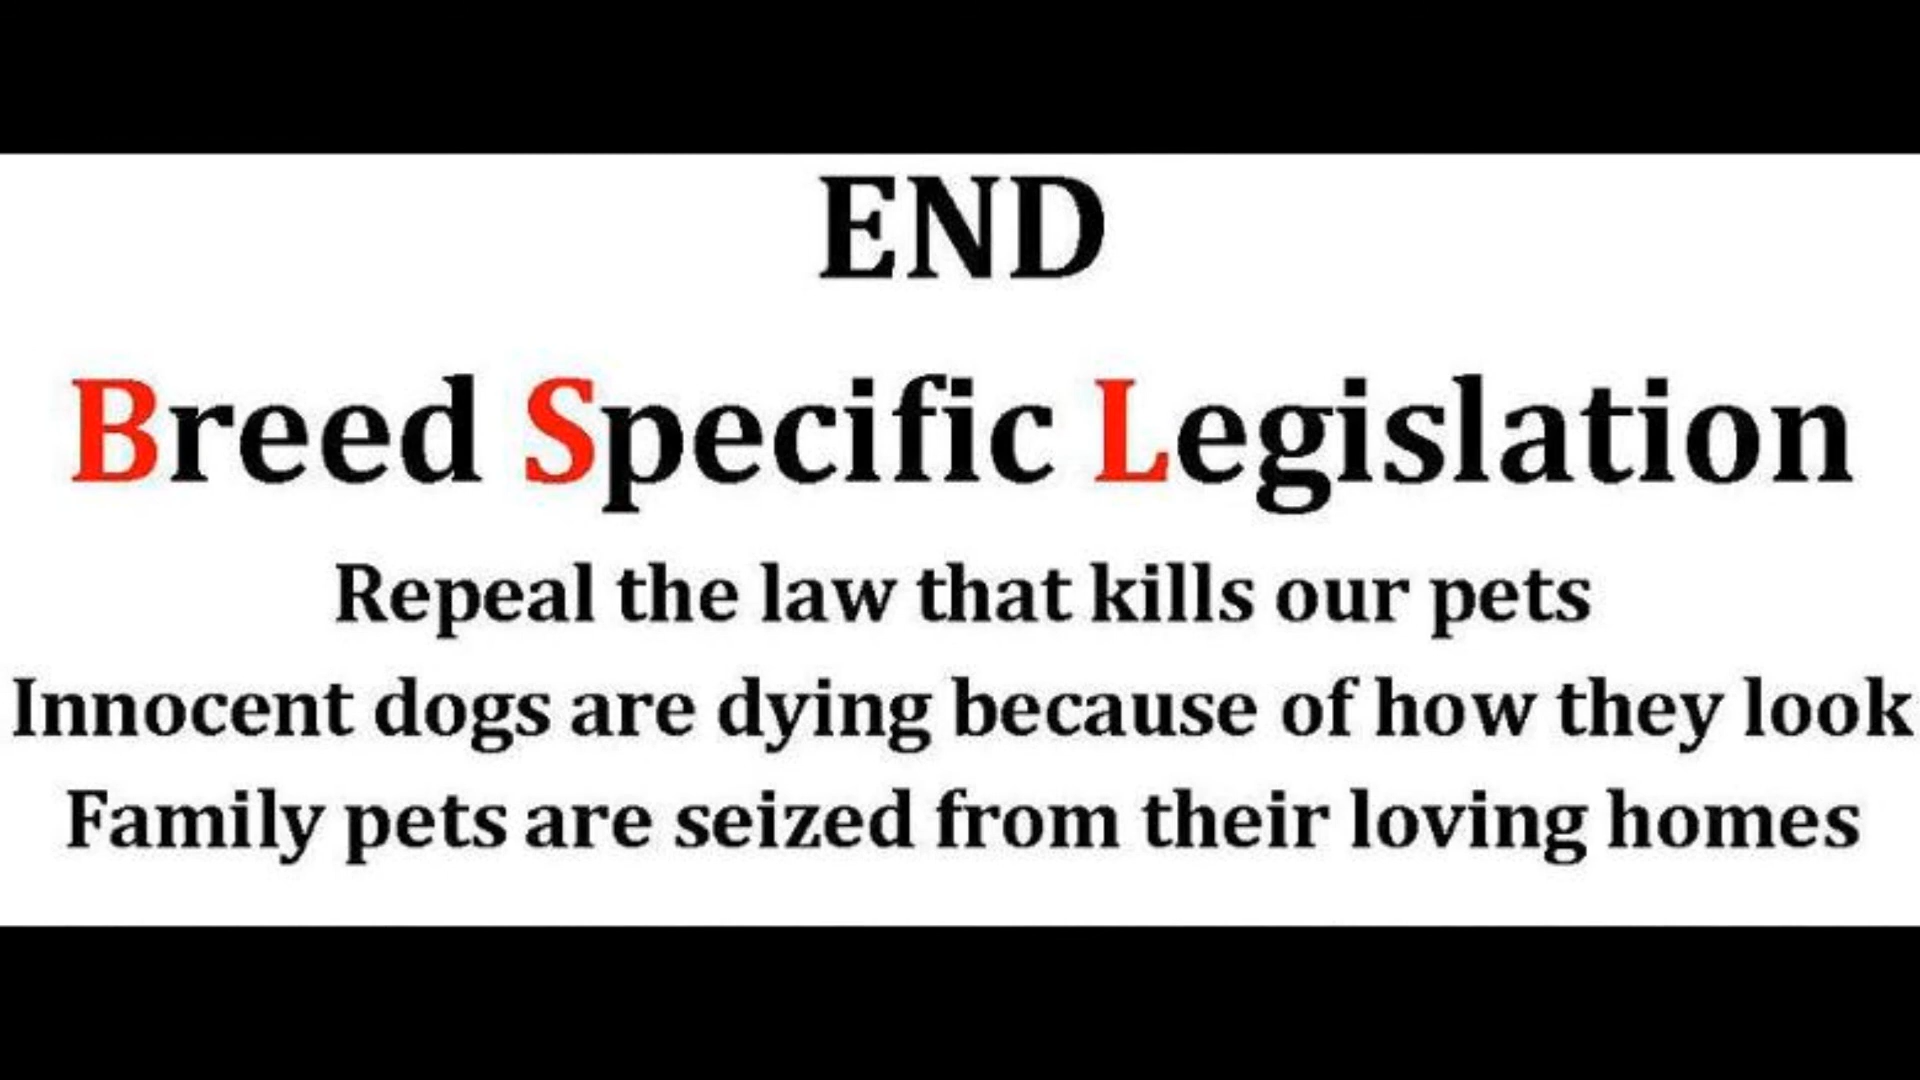 END
Breed Specific Legislation
Repeal the law that kills our pets
Innocent dogs are dying because of how they look
Family pets are seized from their loving homes